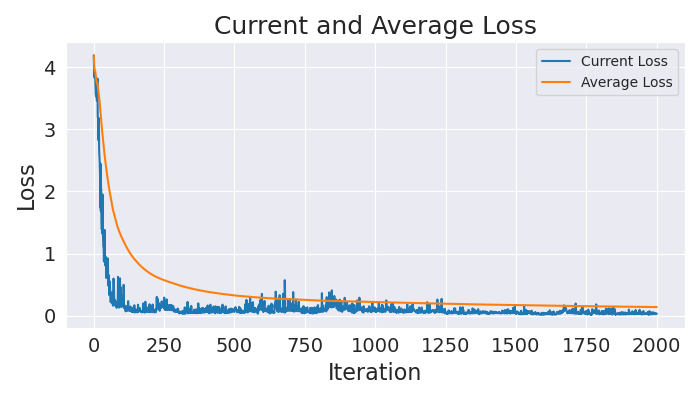 Current and Average Loss
Current Loss
Average Loss
Loss
4
3
2
1
0
0 250 500 750 1000 1250 1500 1750 2000
Iteration